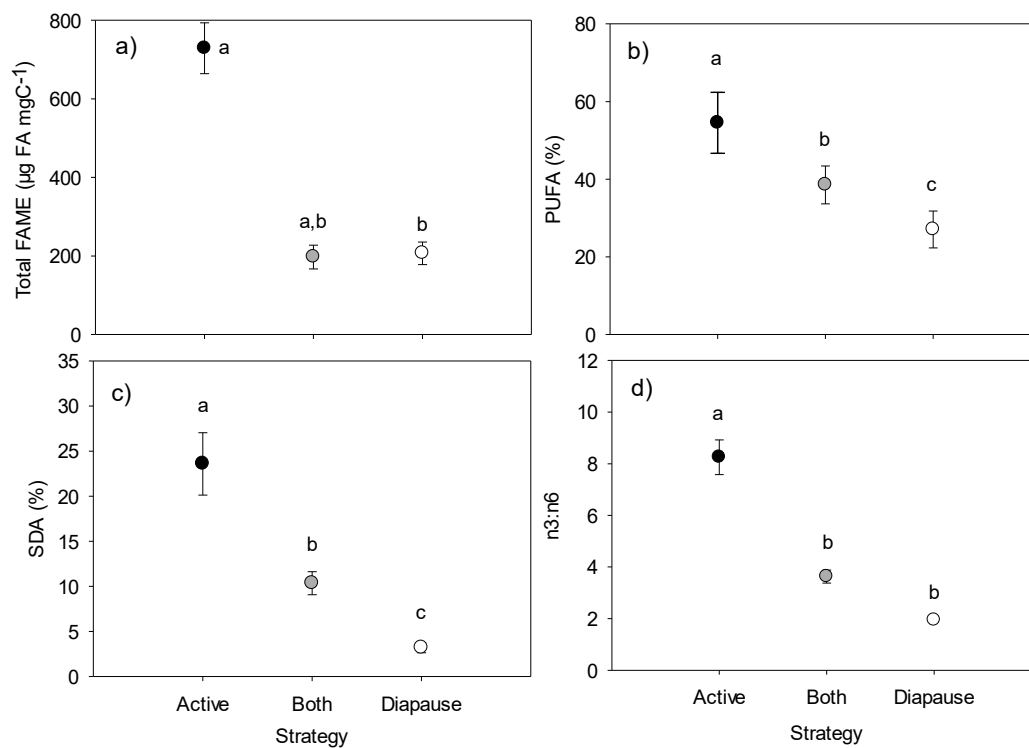 a)
Total FAME (µg FA mgC-1)
800
600
400
200
0
a
a,b
b
b)
PUFA (%)
80
60
40
20
0
a
b
c
c)
SDA (%)
35
30
25
20
15
10
5
0
a
b
c
Active Both Diapause
Strategy
d)
n3:n6
12
10
8
6
4
2
0
a
b
b
Active Both Diapause
Strategy